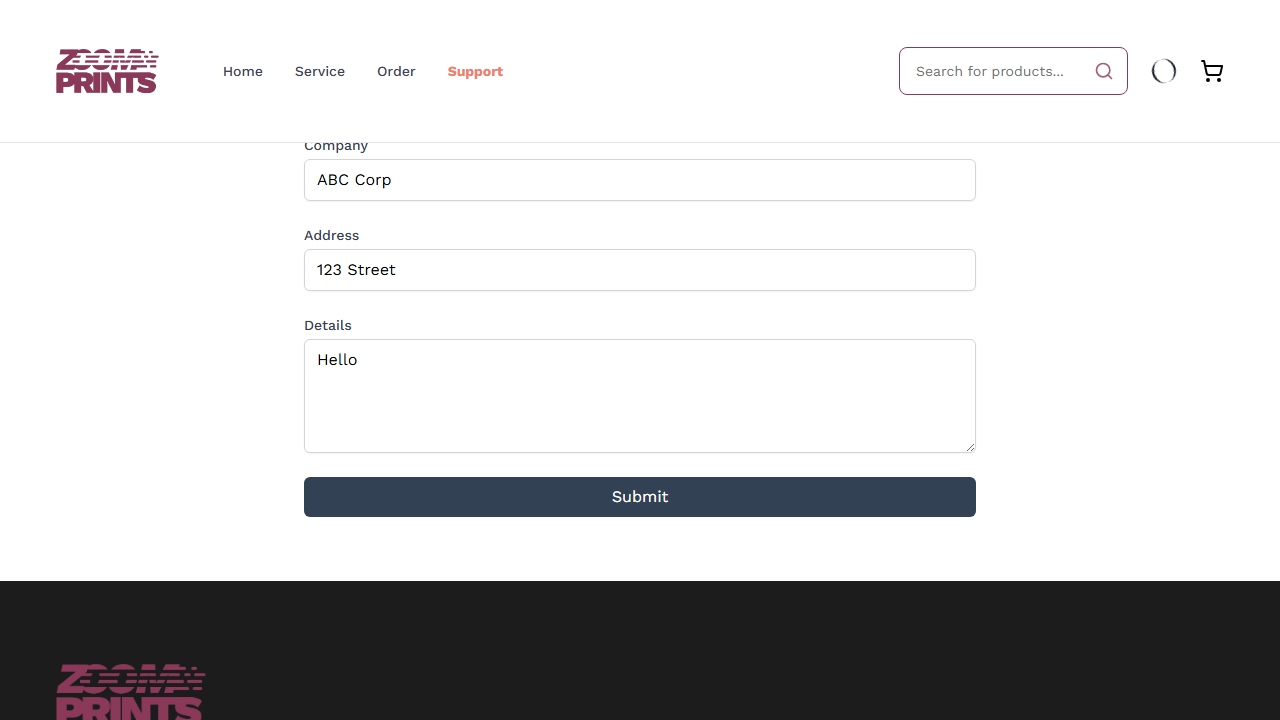 ZOOM
PRINTS
Home Service Order Support
Search for products...
Company
ABC Corp
Address
123 Street
Details
Hello
Submit
ZOOM
PRINTS